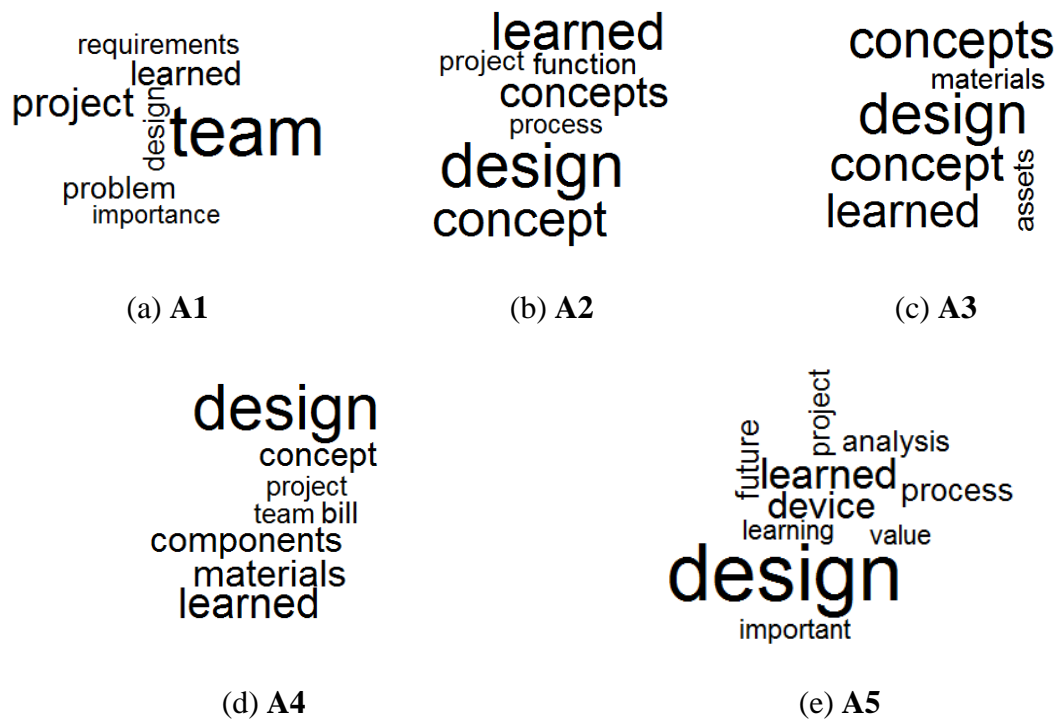 requirements
learned
project
design
team
problem
importance
(a) A1
learned
project function
concepts
process
design
concept
(b) A2
concepts
materials
design
concept
assets
learned
(c) A3
design
concept
project
team bill
components
materials
learned
(d) A4
project
future
analysis
learned
process
device
learning
value
design
important
(e) A5